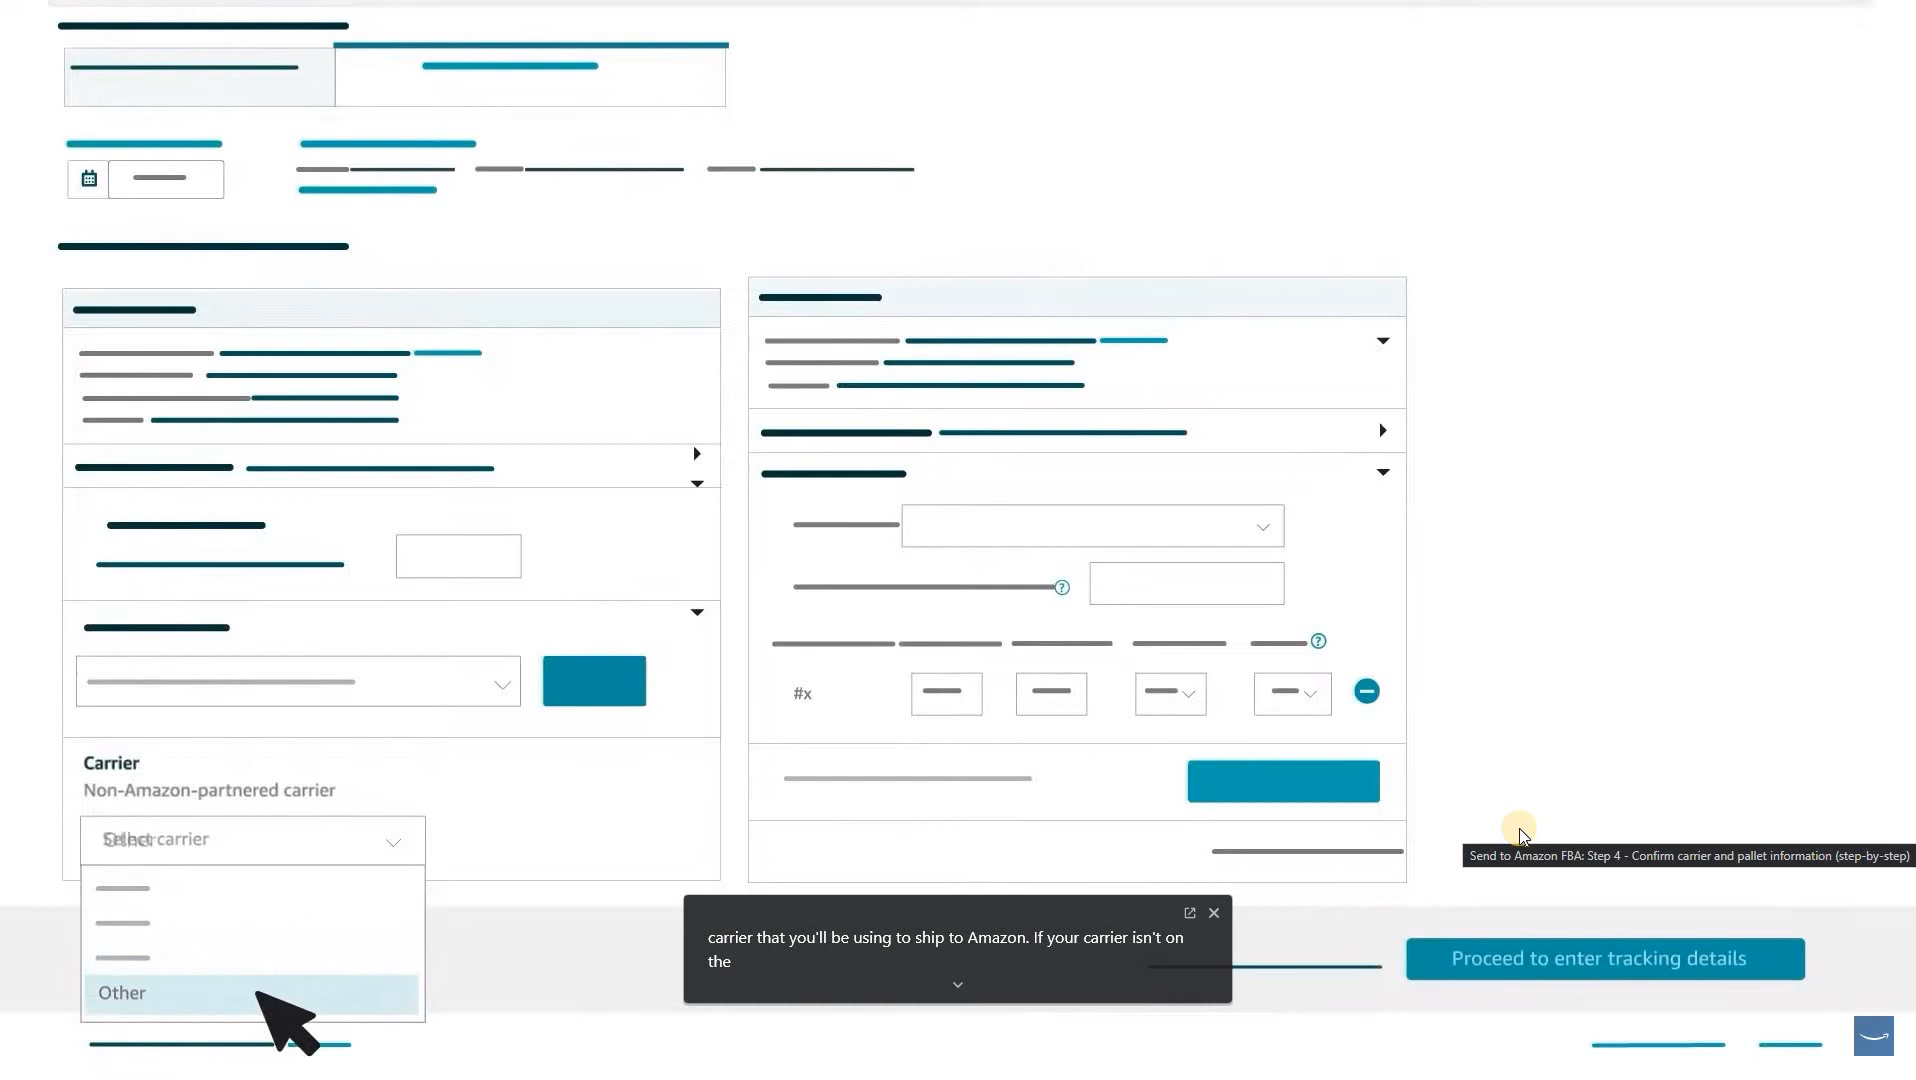 #x
Carrier
Non-Amazon-partnered carrier
Select carrier
Other
Send to Amazon FBA: Step 4 - Confirm carrier and pallet information (step-by-step)
carrier that you'll be using to ship to Amazon. If your carrier isn't on
the
Proceed to enter tracking details
Other